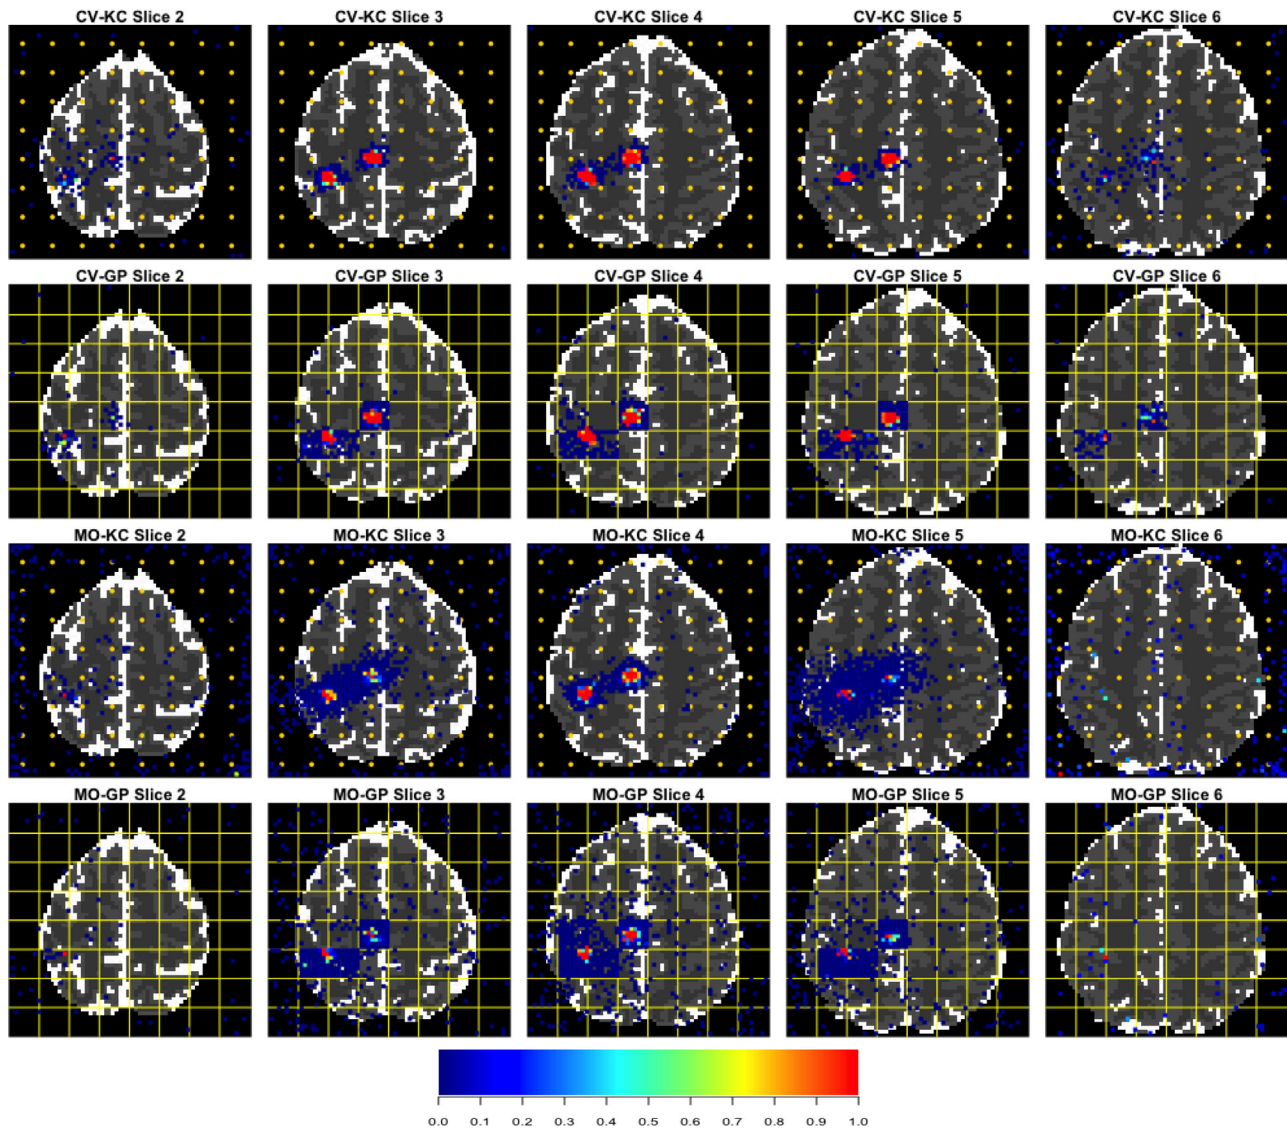 CV-KC Slice 2 CV-KC Slice 3 CV-KC Slice 4 CV-KC Slice 5 CV-KC Slice 6
CV-GP Slice 2 CV-GP Slice 3 CV-GP Slice 4 CV-GP Slice 5 CV-GP Slice 6
MO-KC Slice 2 MO-KC Slice 3 MO-KC Slice 4 MO-KC Slice 5 MO-KC Slice 6
MO-GP Slice 2 MO-GP Slice 3 MO-GP Slice 4 MO-GP Slice 5 MO-GP Slice 6
0.0 0.1 0.2 0.3 0.4 0.5 0.6 0.7 0.8 0.9 1.0